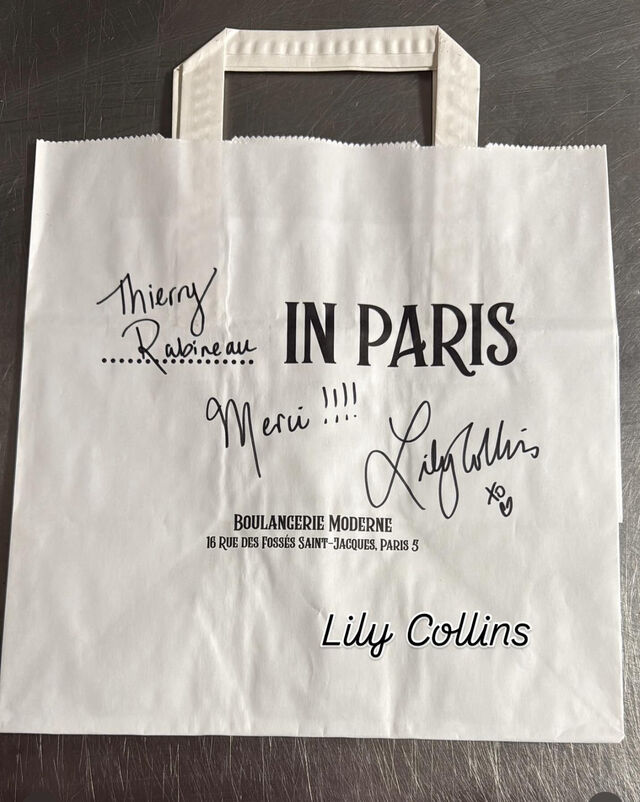 Thierry
Rabineau IN PARIS
Merci !!!!
Lily Collins
xo
BOULANGERIE MODERNE
16 RUE DES FOSSÉS SAINT-JACQUES, PARIS 5
Lily Collins